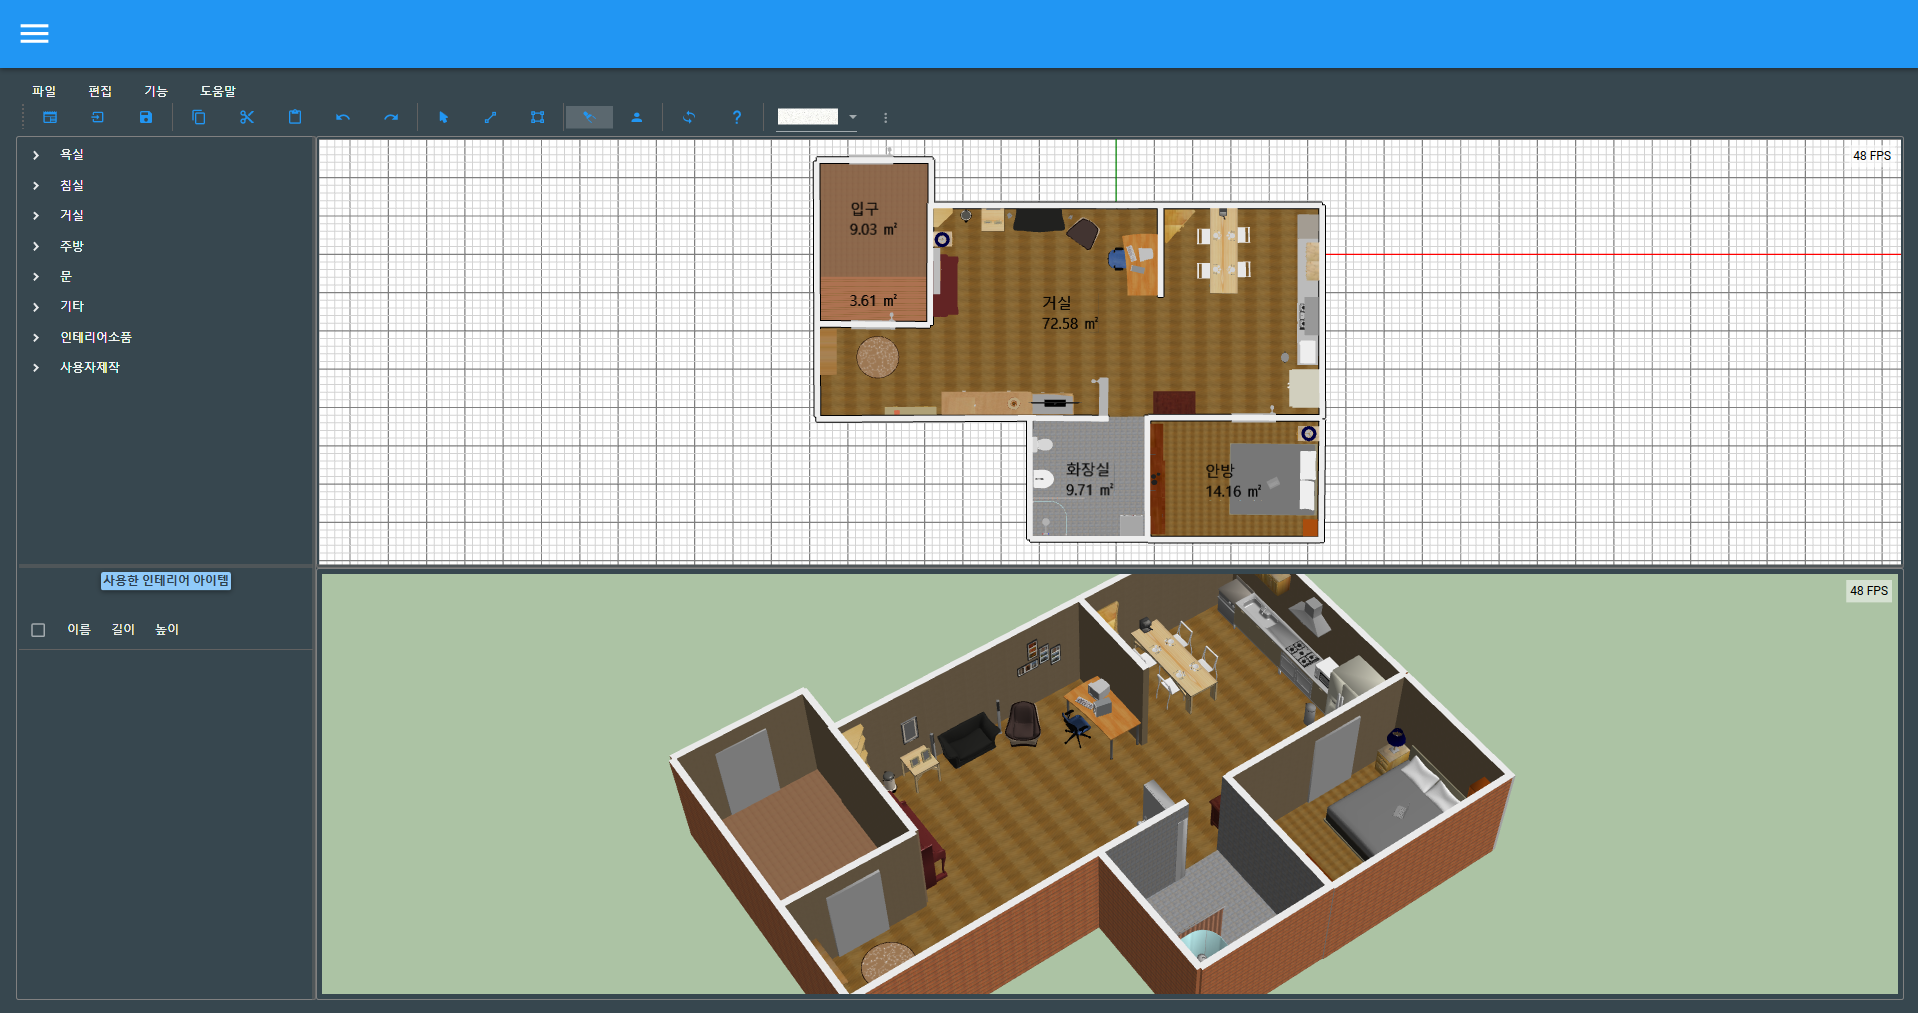 파일 편집 기능 도움말
욕실
침실
거실
주방
문
기타
인테리어소품
사용자제작
사용한 인테리어 아이템
이름 길이 높이
48 FPS
입구
9.03 m²
3.61 m²
거실
72.58 m²
화장실
9.71 m²
안방
14.16 m²
48 FPS